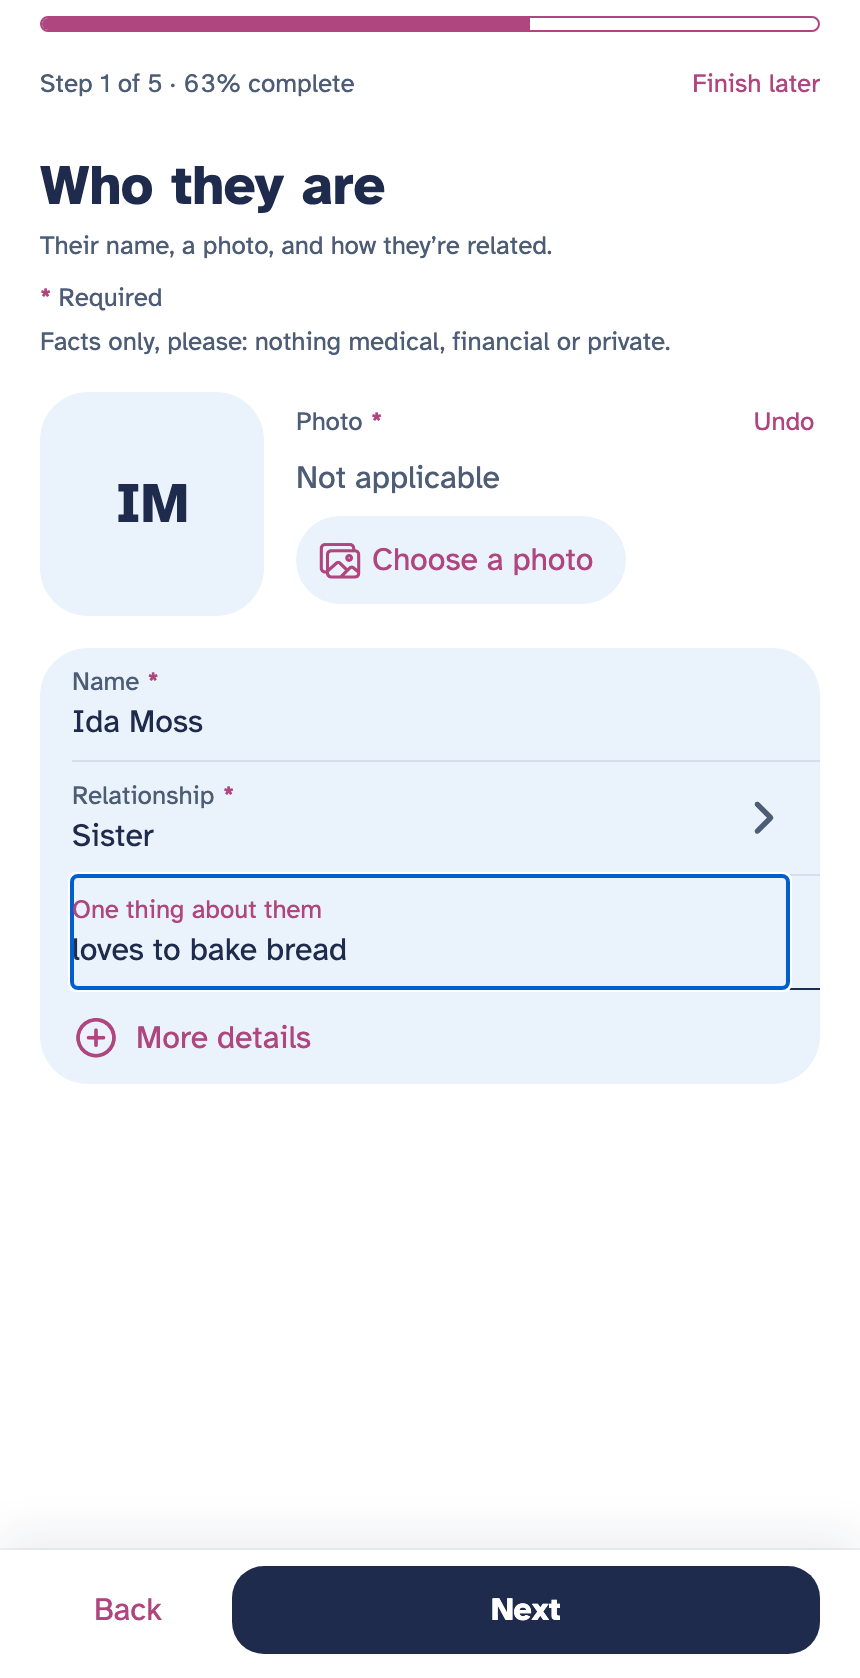 Step 1 of 5 · 63% complete
Finish later
Who they are
Their name, a photo, and how they’re related.
* Required
Facts only, please: nothing medical, financial or private.
IM
Photo *
Undo
Not applicable
Choose a photo
Name *
Ida Moss
Relationship *
Sister
One thing about them
loves to bake bread
More details
Back
Next